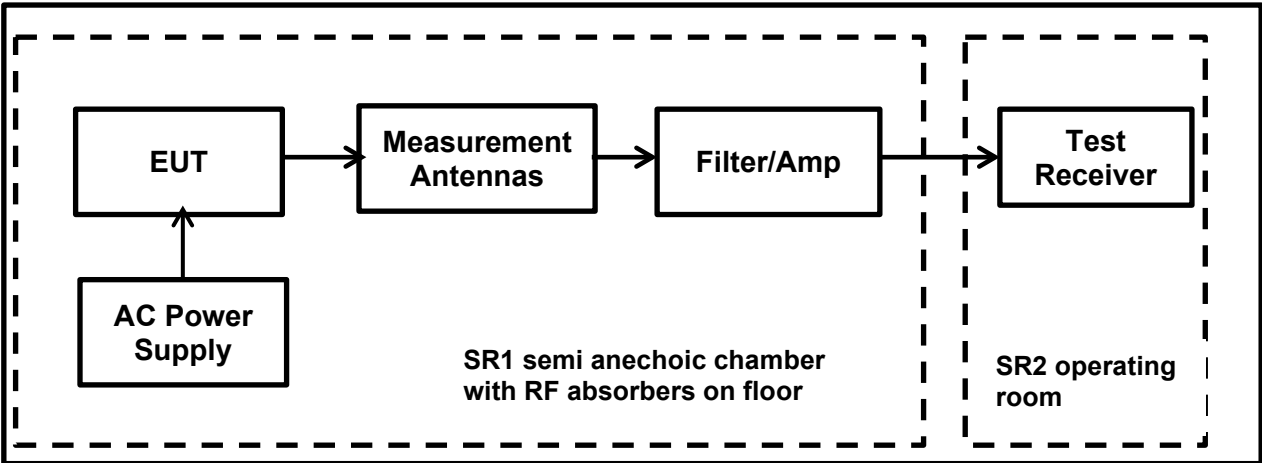 EUT
Measurement
Antennas
Filter/Amp
Test
Receiver
AC Power
Supply
SR1 semi anechoic chamber
with RF absorbers on floor
SR2 operating
room